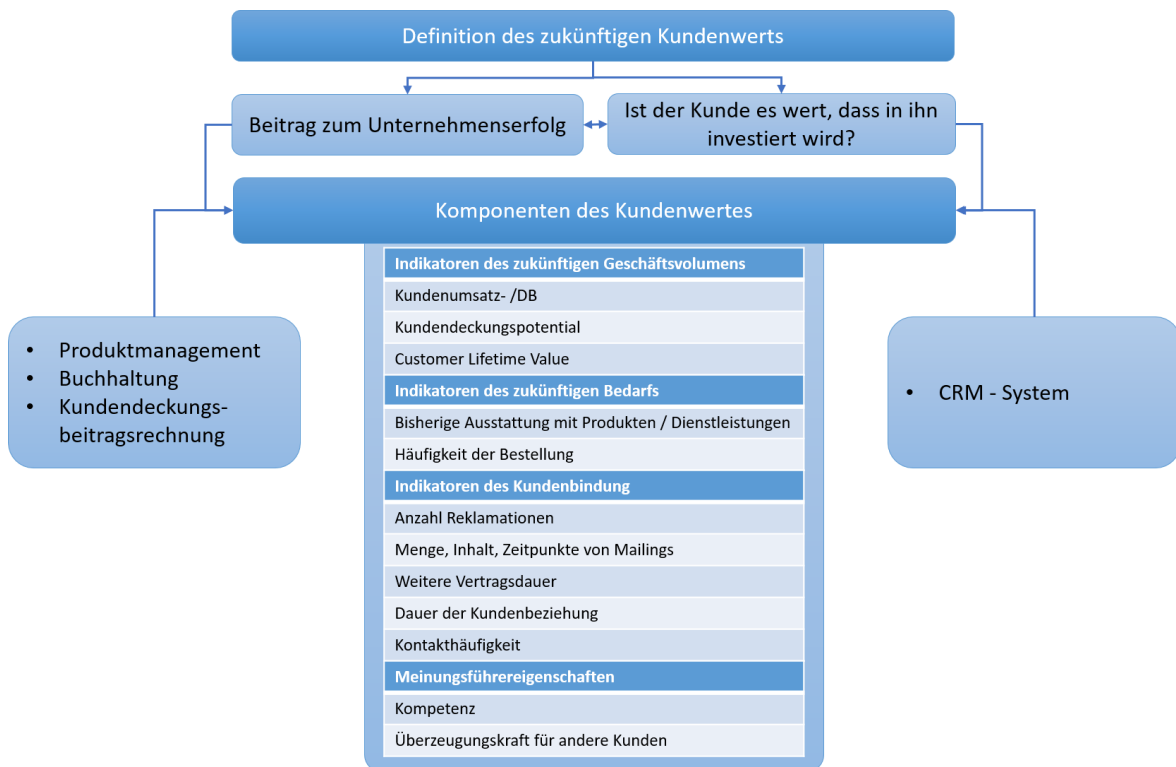 Definition des zukünftigen Kundenwerts
Beitrag zum Unternehmenserfolg
Ist der Kunde es wert, dass in ihn
investiert wird?
Komponenten des Kundenwertes
• Produktmanagement
• Buchhaltung
• Kundendeckungs-
beitragsrechnung
Indikatoren des zukünftigen Geschäftsvolumens
Kundenumsatz- /DB
Kundendeckungspotential
Customer Lifetime Value
Indikatoren des zukünftigen Bedarfs
Bisherige Ausstattung mit Produkten / Dienstleistungen
Häufigkeit der Bestellung
Indikatoren des Kundenbindung
Anzahl Reklamationen
Menge, Inhalt, Zeitpunkte von Mailings
Weitere Vertragsdauer
Dauer der Kundenbeziehung
Kontakthäufigkeit
Meinungsführereigenschaften
Kompetenz
Überzeugungskraft für andere Kunden
• CRM - System